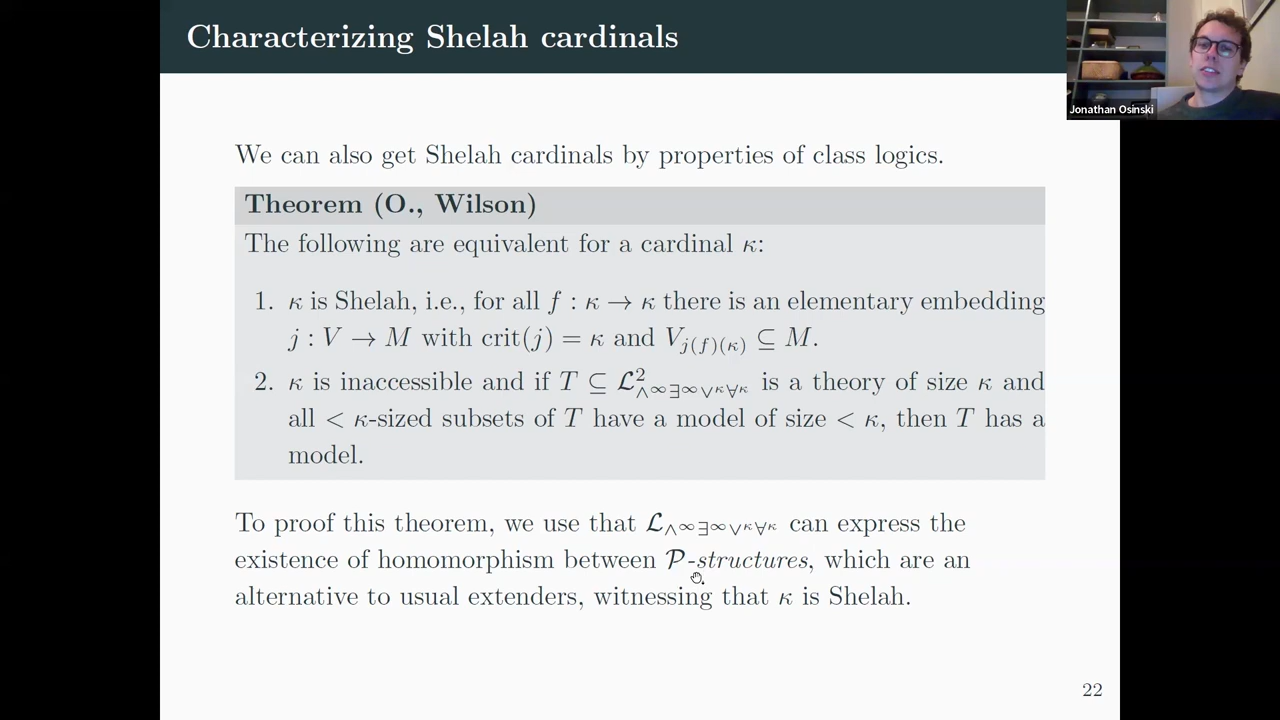 Characterizing Shelah cardinals
Jonathan Osinski
We can also get Shelah cardinals by properties of class logics.
Theorem (O., Wilson)
The following are equivalent for a cardinal κ:
1. κ is Shelah, i.e., for all f : κ → κ there is an elementary embedding
j : V → M with crit(j) = κ and V_{j(f)(κ)} ⊆ M.
2. κ is inaccessible and if T ⊆ ℒ²_{∧^∞∃^∞∨^κ∀^κ} is a theory of size κ and
all < κ-sized subsets of T have a model of size < κ, then T has a
model.
To proof this theorem, we use that ℒ_{∧^∞∃^∞∨^κ∀^κ} can express the
existence of homomorphism between 𝒫-structures, which are an
alternative to usual extenders, witnessing that κ is Shelah.
22